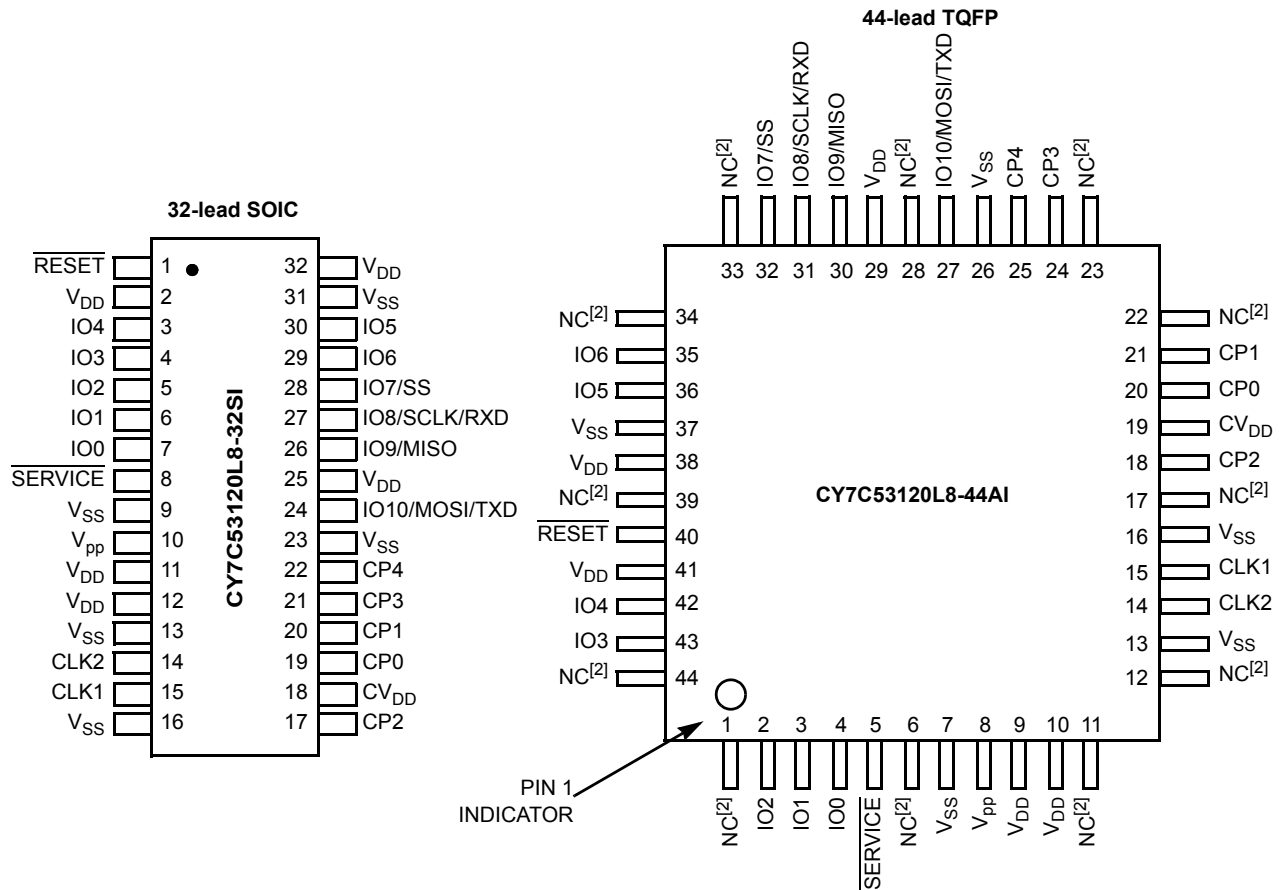 44-lead TQFP
NC[2]
IO7/SS
IO8/SCLK/RXD
IO9/MISO
VDD
NC[2]
IO10/MOSI/TXD
VSS
CP4
CP3
NC[2]
33 32 31 30 29 28 27 26 25 24 23
32-lead SOIC
RESET 1 32 VDD
VDD 2 31 VSS
IO4 3 30 IO5
IO3 4 29 IO6
IO2 5 28 IO7/SS
IO1 6 27 IO8/SCLK/RXD
IO0 7 26 IO9/MISO
SERVICE 8 25 VDD
VSS 9 24 IO10/MOSI/TXD
Vpp 10 23 VSS
VDD 11 22 CP4
VDD 12 21 CP3
VSS 13 20 CP1
CLK2 14 19 CP0
CLK1 15 18 CVDD
VSS 16 17 CP2
CY7C53120L8-32SI
NC[2] 34 22 NC[2]
IO6 35 21 CP1
IO5 36 20 CP0
VSS 37 19 CVDD
VDD 38 18 CP2
NC[2] 39 17 NC[2]
CY7C53120L8-44AI
RESET 40 16 VSS
VDD 41 15 CLK1
IO4 42 14 CLK2
IO3 43 13 VSS
NC[2] 44 12 NC[2]
1 2 3 4 5 6 7 8 9 10 11
NC[2]
IO2
IO1
IO0
SERVICE
NC[2]
VSS
Vpp
VDD
VDD
NC[2]
PIN 1
INDICATOR